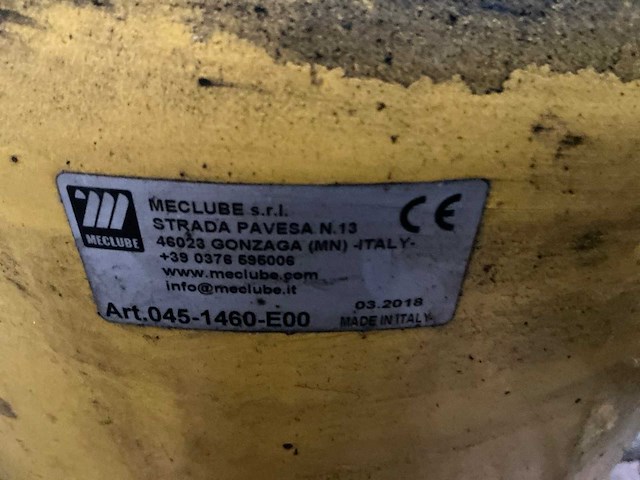 MECLUBE
MECLUBE s.r.l.
STRADA PAVESA N.13
46023 GONZAGA (MN) -ITALY-
+39 0376 595006
www.meclube.com
info@meclube.it
CE
Art.045-1460-E00
03.2018
MADE IN ITALY